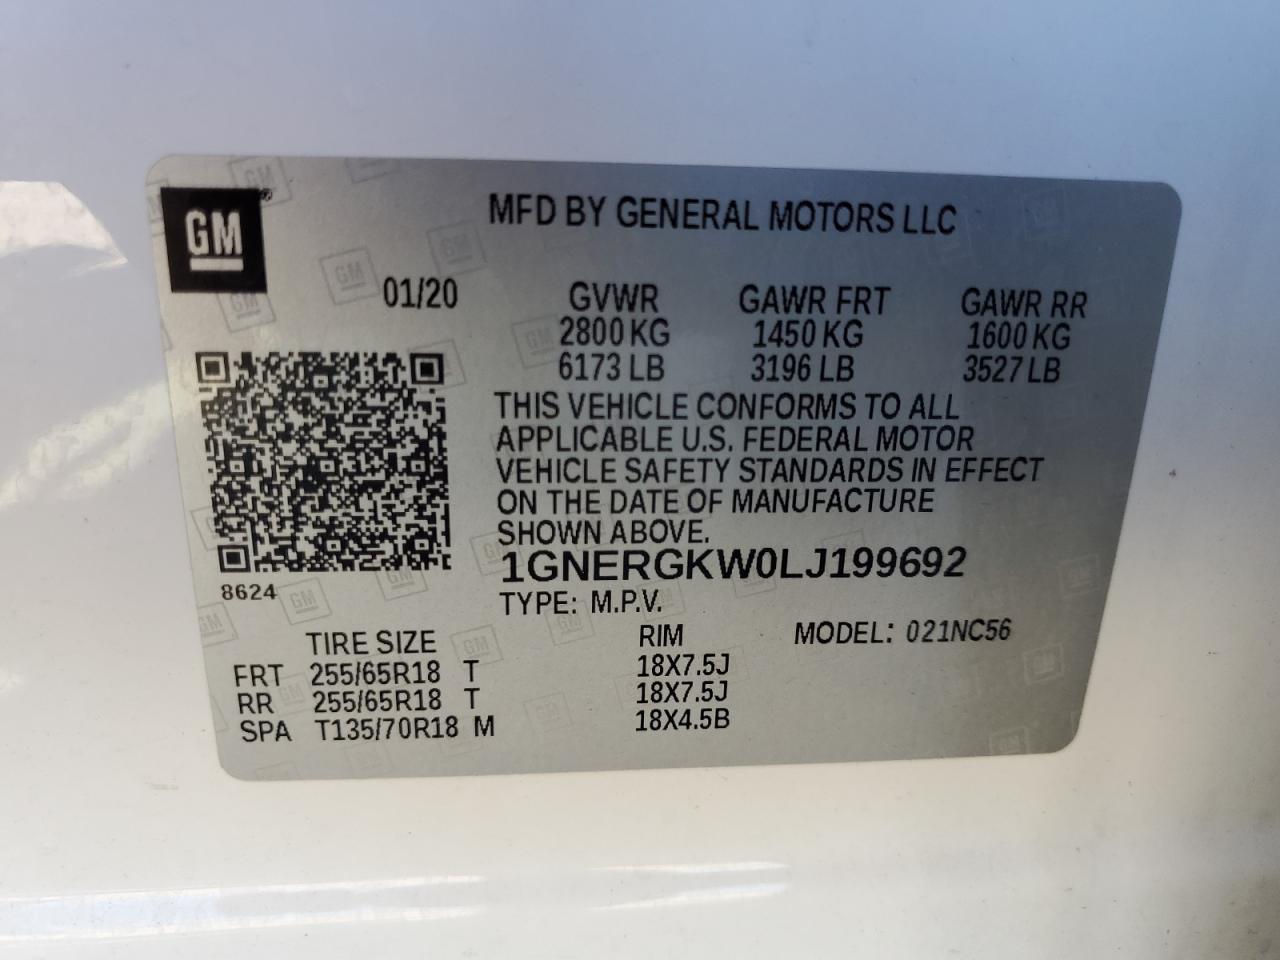 GM
MFD BY GENERAL MOTORS LLC
01/20
GVWR GAWR FRT GAWR RR
2800 KG 1450 KG 1600 KG
6173 LB 3196 LB 3527 LB
THIS VEHICLE CONFORMS TO ALL
APPLICABLE U.S. FEDERAL MOTOR
VEHICLE SAFETY STANDARDS IN EFFECT
ON THE DATE OF MANUFACTURE
SHOWN ABOVE.
1GNERGKW0LJ199692
8624
TYPE: M.P.V.
TIRE SIZE RIM MODEL: 021NC56
FRT 255/65R18 T 18X7.5J
RR 255/65R18 T 18X7.5J
SPA T135/70R18 M 18X4.5B